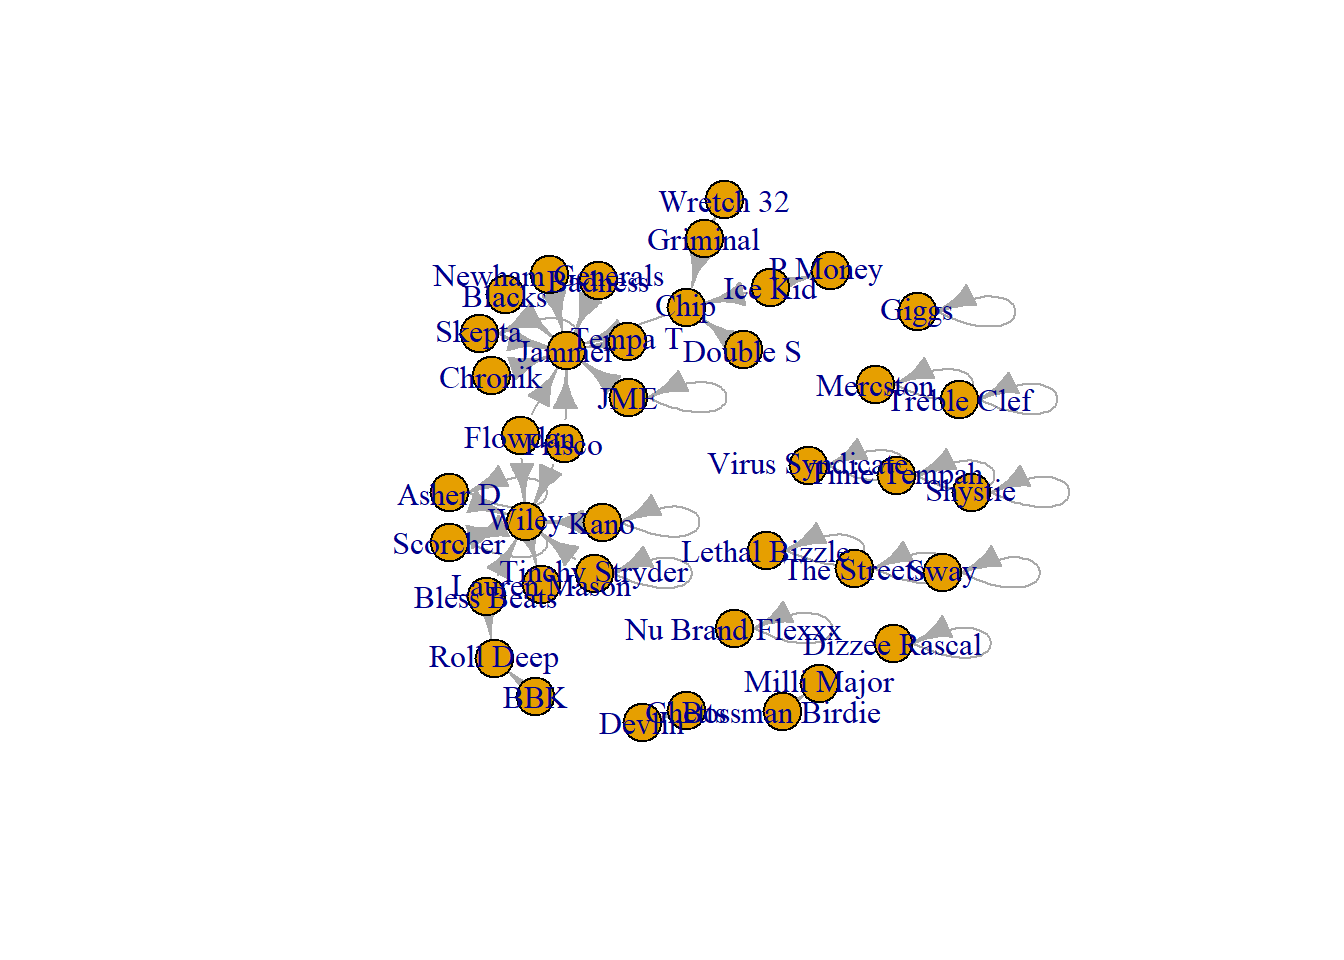 Wretch 32
Griminal
P Money
Newham Generals
Badness
Ice Kid
Blacks
Chip
Giggs
Skepta
Tempa T
Jammer
Double S
Chronik
Mercston
JME
Treble Clef
Flowdan
Frisco
Virus Syndicate
Tinie Tempah
Shystie
Asher D
Wiley
Kano
Scorcher
Lethal Bizzle
The Streets
Sway
Tinchy Stryder
Lauren Mason
Bless Beats
Nu Brand Flexxx
Dizzee Rascal
Roll Deep
Milli Major
BBK
Devlin
Ghetts
Bossman Birdie